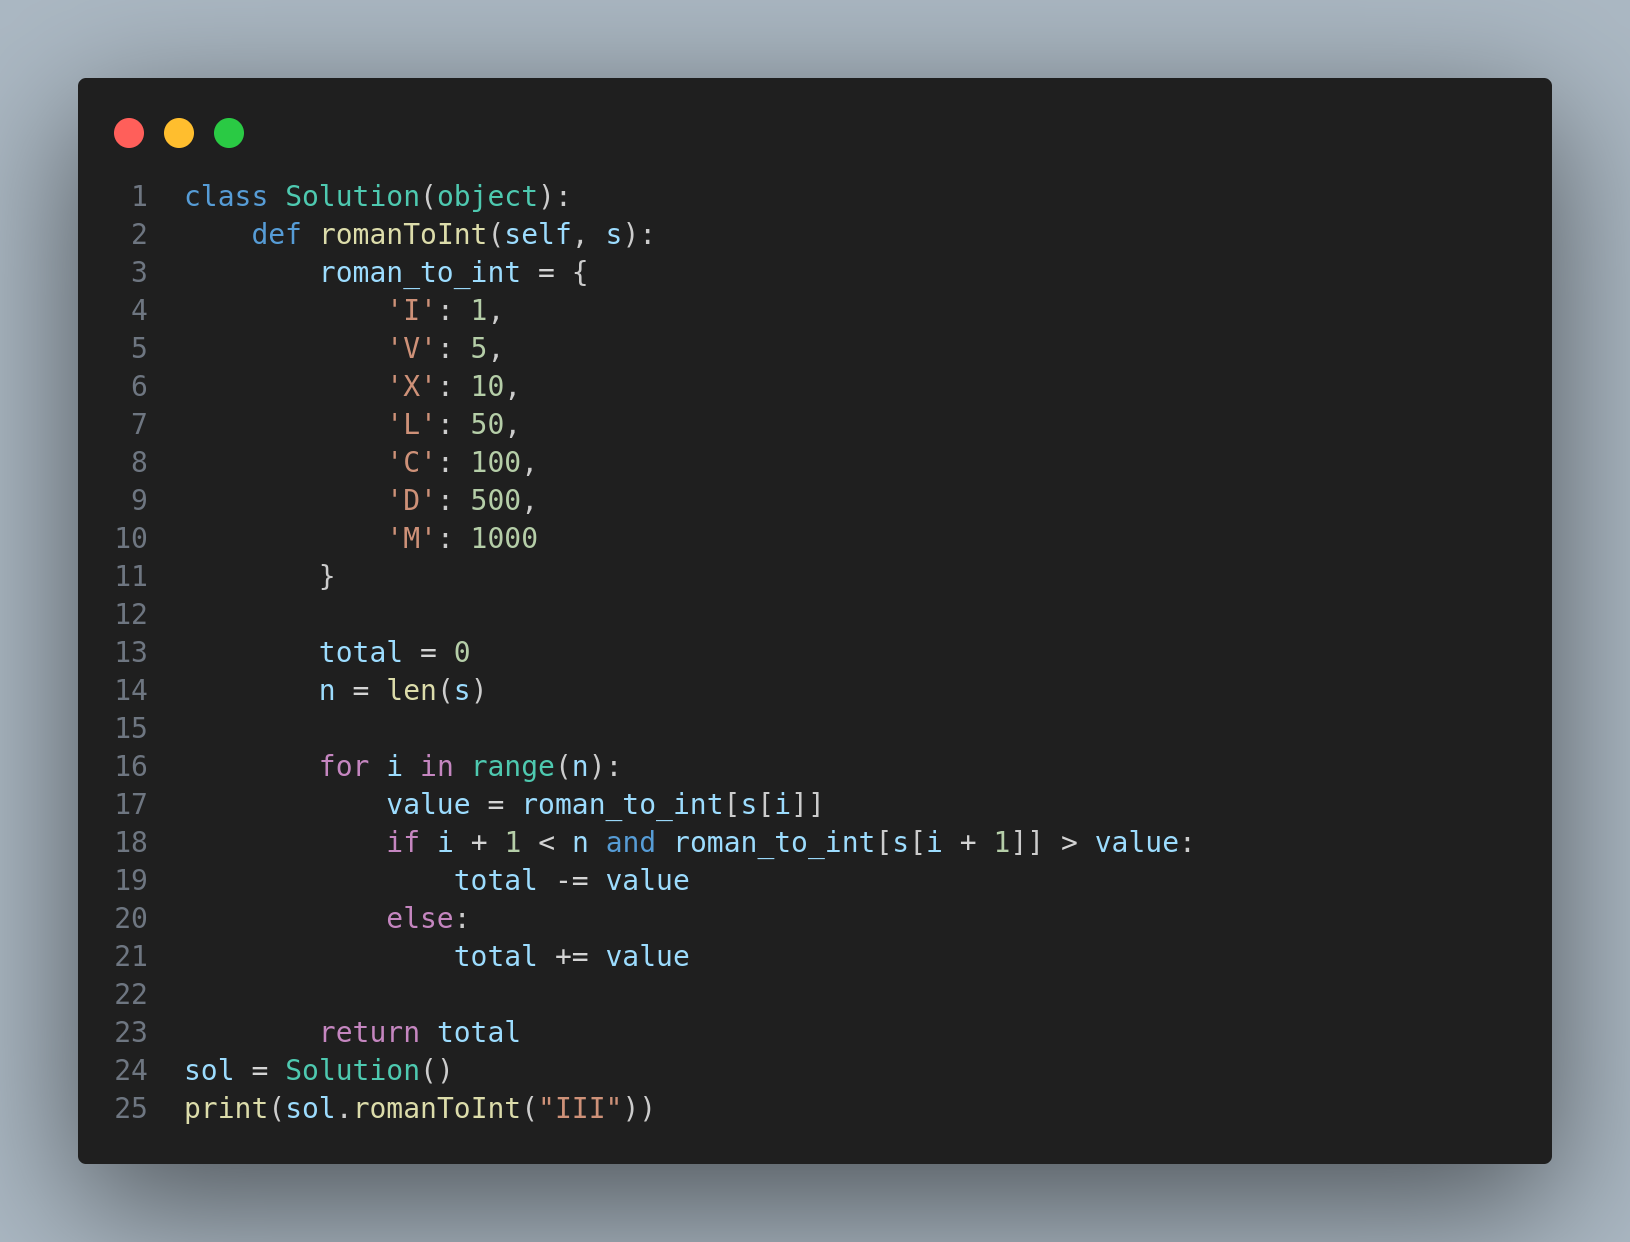 1 class Solution(object):
2     def romanToInt(self, s):
3         roman_to_int = {
4             'I': 1,
5             'V': 5,
6             'X': 10,
7             'L': 50,
8             'C': 100,
9             'D': 500,
10             'M': 1000
11         }
12
13         total = 0
14         n = len(s)
15
16         for i in range(n):
17             value = roman_to_int[s[i]]
18             if i + 1 < n and roman_to_int[s[i + 1]] > value:
19                 total -= value
20             else:
21                 total += value
22
23         return total
24 sol = Solution()
25 print(sol.romanToInt("III"))